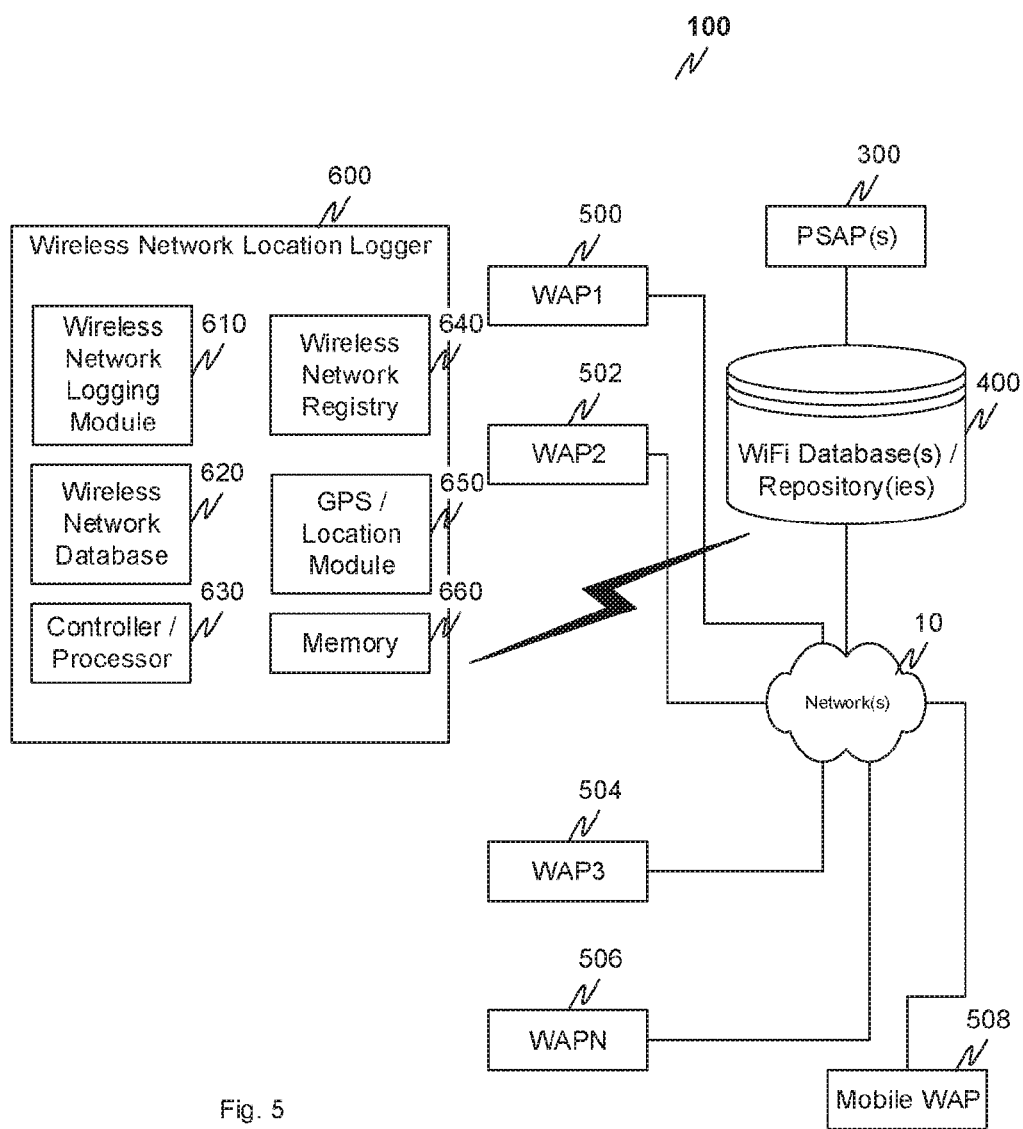 100
600
Wireless Network Location Logger
610
Wireless
Network
Logging
Module
640
Wireless
Network
Registry
620
Wireless
Network
Database
650
GPS /
Location
Module
630
Controller /
Processor
660
Memory
500
WAP1
502
WAP2
300
PSAP(s)
400
WiFi Database(s) /
Repository(ies)
10
Network(s)
504
WAP3
506
WAPN
508
Mobile WAP
Fig. 5